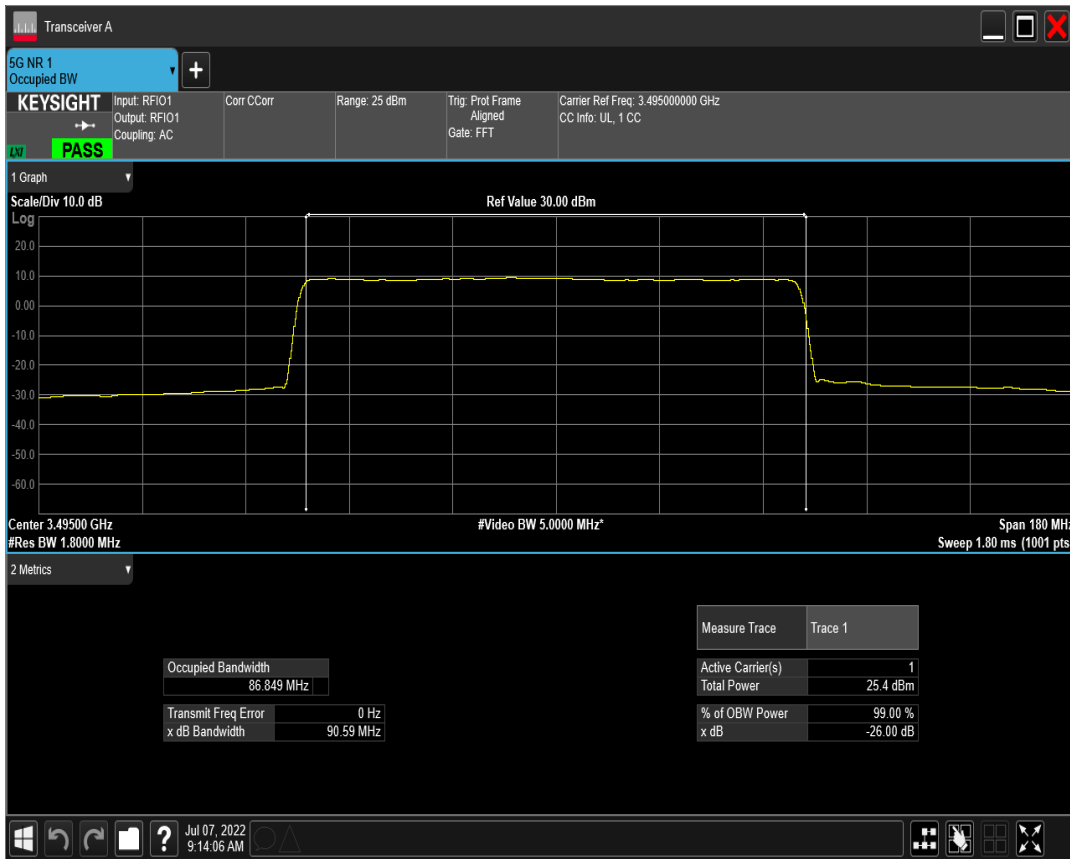 Transceiver A
5G NR 1
Occupied BW
KEYSIGHT
LXI
PASS
Input: RFIO1
Output: RFIO1
Coupling: AC
Corr CCorr
Range: 25 dBm
Trig: Prot Frame
Aligned
Gate: FFT
Carrier Ref Freq: 3.495000000 GHz
CC Info: UL, 1 CC
1 Graph
Scale/Div 10.0 dB
Ref Value 30.00 dBm
Log
20.0
10.0
0.00
-10.0
-20.0
-30.0
-40.0
-50.0
-60.0
Center 3.49500 GHz
#Video BW 5.0000 MHz*
Span 180 MHz
#Res BW 1.8000 MHz
Sweep 1.80 ms (1001 pts
2 Metrics
Measure Trace Trace 1
Occupied Bandwidth
86.849 MHz
Active Carrier(s) 1
Total Power 25.4 dBm
Transmit Freq Error 0 Hz
x dB Bandwidth 90.59 MHz
% of OBW Power 99.00 %
x dB -26.00 dB
?
Jul 07, 2022
9:14:06 AM